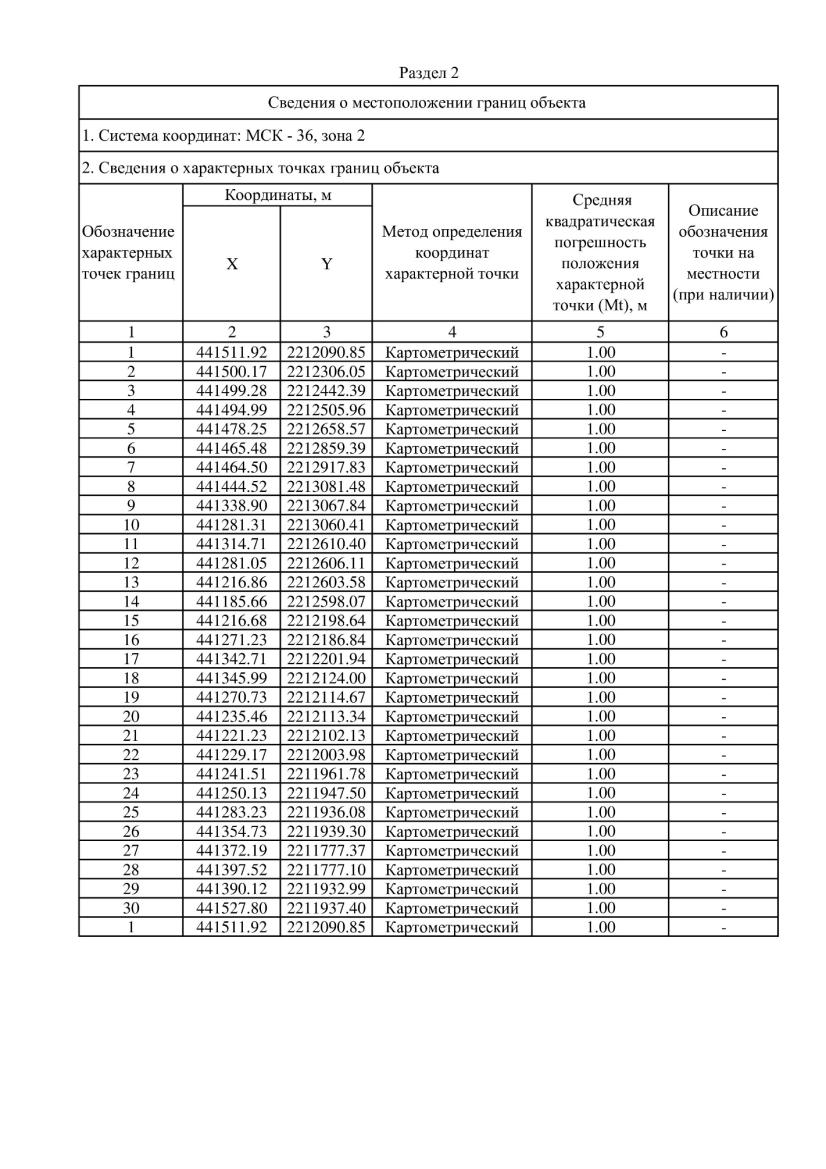 Раздел 2
Сведения о местоположении границ объекта
1. Система координат: МСК - 36, зона 2
2. Сведения о характерных точках границ объекта
Обозначение
характерных
точек границ
Координаты, м
X
Y
Метод определения
координат
характерной точки
Средняя
квадратическая
погрешность
положения
характерной
точки (Mt), м
Описание
обозначения
точки на
местности
(при наличии)
1 2 3 4 5 6
1 441511.92 2212090.85 Картометрический 1.00 -
2 441500.17 2212306.05 Картометрический 1.00 -
3 441499.28 2212442.39 Картометрический 1.00 -
4 441494.99 2212505.96 Картометрический 1.00 -
5 441478.25 2212658.57 Картометрический 1.00 -
6 441465.48 2212859.39 Картометрический 1.00 -
7 441464.50 2212917.83 Картометрический 1.00 -
8 441444.52 2213081.48 Картометрический 1.00 -
9 441338.90 2213067.84 Картометрический 1.00 -
10 441281.31 2213060.41 Картометрический 1.00 -
11 441314.71 2212610.40 Картометрический 1.00 -
12 441281.05 2212606.11 Картометрический 1.00 -
13 441216.86 2212603.58 Картометрический 1.00 -
14 441185.66 2212598.07 Картометрический 1.00 -
15 441216.68 2212198.64 Картометрический 1.00 -
16 441271.23 2212186.84 Картометрический 1.00 -
17 441342.71 2212201.94 Картометрический 1.00 -
18 441345.99 2212124.00 Картометрический 1.00 -
19 441270.73 2212114.67 Картометрический 1.00 -
20 441235.46 2212113.34 Картометрический 1.00 -
21 441221.23 2212102.13 Картометрический 1.00 -
22 441229.17 2212003.98 Картометрический 1.00 -
23 441241.51 2211961.78 Картометрический 1.00 -
24 441250.13 2211947.50 Картометрический 1.00 -
25 441283.23 2211936.08 Картометрический 1.00 -
26 441354.73 2211939.30 Картометрический 1.00 -
27 441372.19 2211777.37 Картометрический 1.00 -
28 441397.52 2211777.10 Картометрический 1.00 -
29 441390.12 2211932.99 Картометрический 1.00 -
30 441527.80 2211937.40 Картометрический 1.00 -
1 441511.92 2212090.85 Картометрический 1.00 -